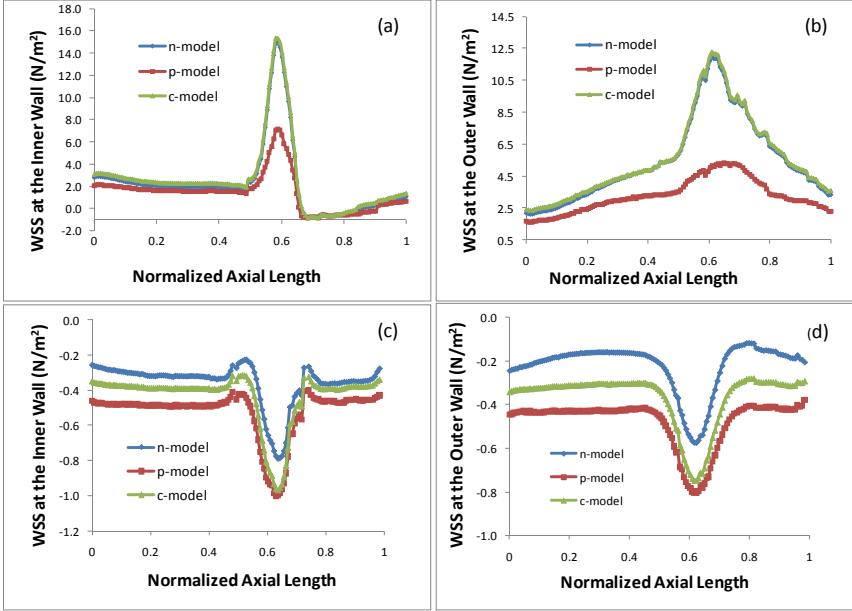 (a)
WSS at the Inner Wall (N/m²)
18.0
16.0
14.0
12.0
10.0
8.0
6.0
4.0
2.0
0.0
-2.0
n-model
p-model
c-model
0 0.2 0.4 0.6 0.8 1
Normalized Axial Length
(b)
WSS at the Outer Wall (N/m²)
14.5
12.5
10.5
8.5
6.5
4.5
2.5
0.5
n-model
p-model
c-model
0 0.2 0.4 0.6 0.8 1
Normalized Axial Length
(c)
WSS at the Inner Wall (N/m²)
0.0
-0.2
-0.4
-0.6
-0.8
-1.0
-1.2
n-model
p-model
c-model
0 0.2 0.4 0.6 0.8 1
Normalized Axial Length
(d)
WSS at the Outer Wall (N/m²)
0.0
-0.2
-0.4
-0.6
-0.8
-1.0
n-model
p-model
c-model
0 0.2 0.4 0.6 0.8 1
Normalized Axial Length